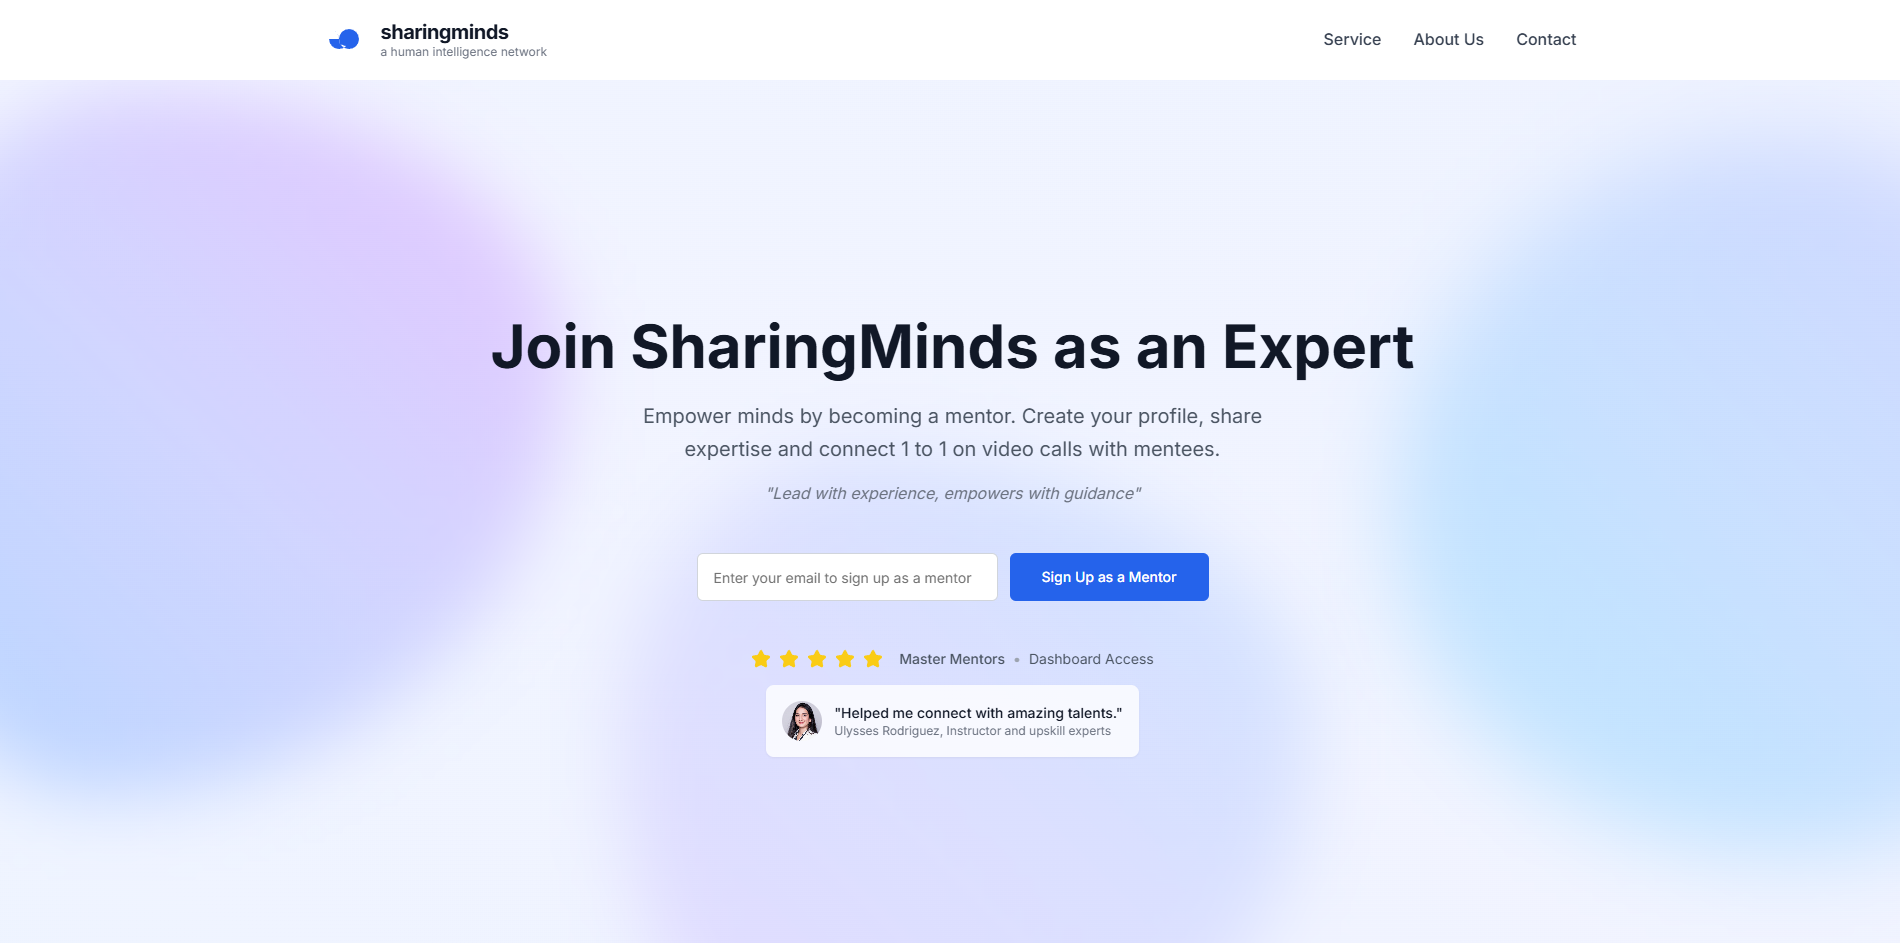 sharingminds
a human intelligence network
Service
About Us
Contact
Join SharingMinds as an Expert
Empower minds by becoming a mentor. Create your profile, share
expertise and connect 1 to 1 on video calls with mentees.
"Lead with experience, empowers with guidance"
Enter your email to sign up as a mentor
Sign Up as a Mentor
Master Mentors • Dashboard Access
"Helped me connect with amazing talents."
Ulysses Rodriguez, Instructor and upskill experts